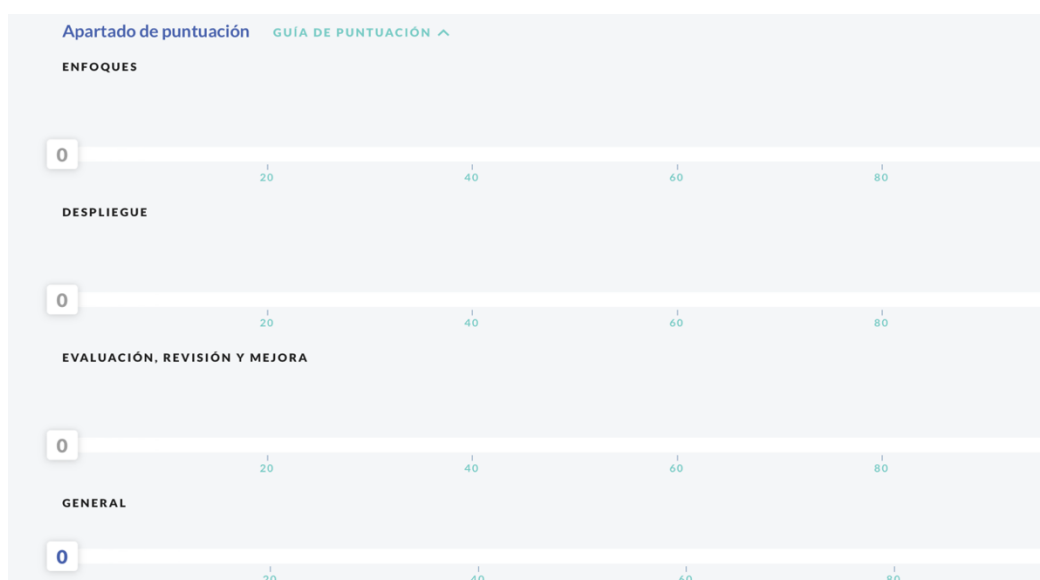 Apartado de puntuación GUÍA DE PUNTUACIÓN
ENFOQUES
0
20 40 60 80
DESPLIEGUE
0
20 40 60 80
EVALUACIÓN, REVISIÓN Y MEJORA
0
20 40 60 80
GENERAL
0
20 40 60 80